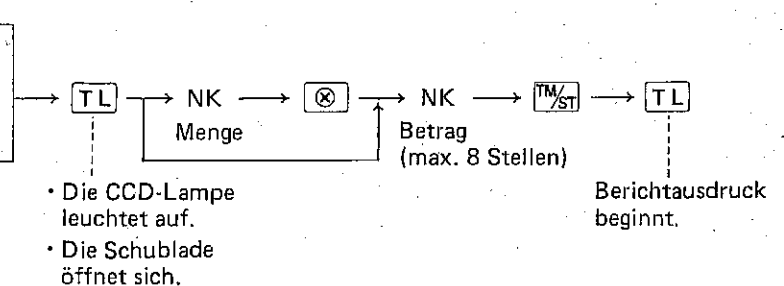 TL → NK → ⊗ → NK → TM/ST → TL
Menge
Betrag
(max. 8 Stellen)
• Die CCD-Lampe
leuchtet auf.
• Die Schublade
öffnet sich.
Berichtausdruck
beginnt.